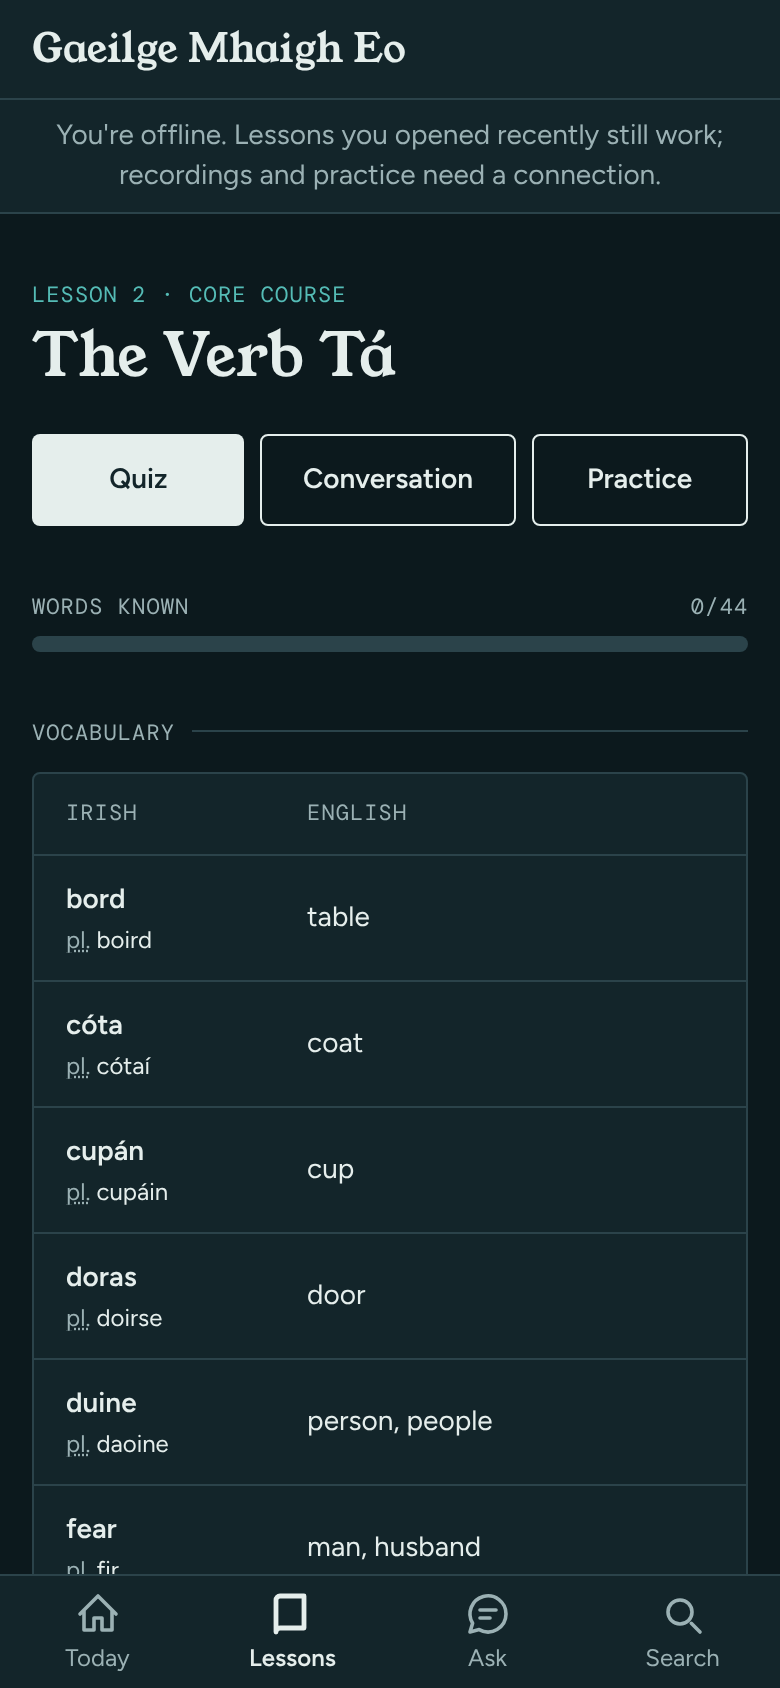 Gaeilge Mhaigh Eo
You're offline. Lessons you opened recently still work;
recordings and practice need a connection.
LESSON 2 · CORE COURSE
The Verb Tá
Quiz Conversation Practice
WORDS KNOWN 0/44
VOCABULARY
IRISH ENGLISH
bord
pl. boird
table
cóta
pl. cótaí
coat
cupán
pl. cupáin
cup
doras
pl. doirse
door
duine
pl. daoine
person, people
fear
pl. fir
man, husband
Today Lessons Ask Search